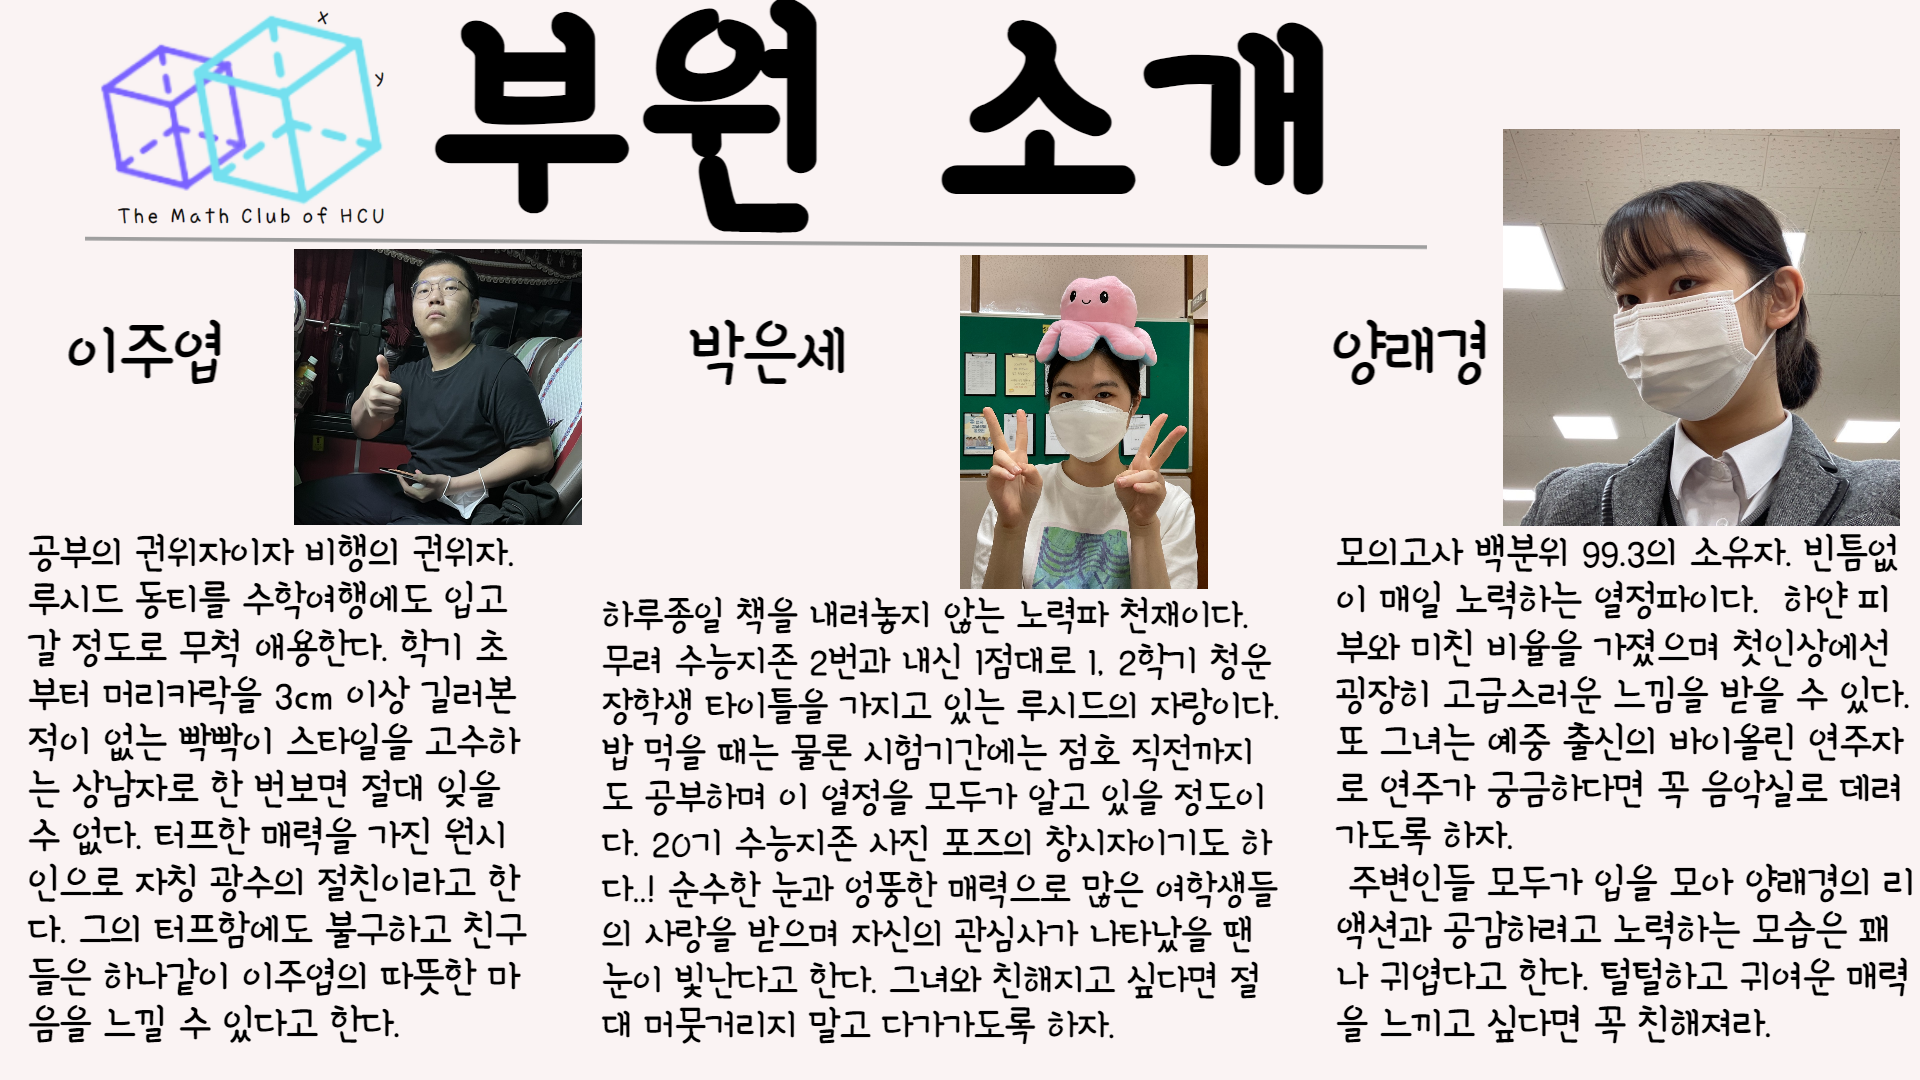 x
y
The Math Club of HCU
부원 소개
이주엽
공부의 권위자이자 비행의 권위자.
루시드 동티를 수학여행에도 입고
갈 정도로 무척 애용한다. 학기 초
부터 머리카락을 3cm 이상 길러본
적이 없는 빡빡이 스타일을 고수하
는 상남자로 한 번보면 절대 잊을
수 없다. 터프한 매력을 가진 원시
인으로 자칭 광수의 절친이라고 한
다. 그의 터프함에도 불구하고 친구
들은 하나같이 이주엽의 따뜻한 마
음을 느낄 수 있다고 한다.
박은세
하루종일 책을 내려놓지 않는 노력파 천재이다.
무려 수능지존 2번과 내신 1점대로 1, 2학기 청운
장학생 타이틀을 가지고 있는 루시드의 자랑이다.
밥 먹을 때는 물론 시험기간에는 점호 직전까지
도 공부하며 이 열정을 모두가 알고 있을 정도이
다. 20기 수능지존 사진 포즈의 창시자이기도 하
다..! 순수한 눈과 엉뚱한 매력으로 많은 여학생들
의 사랑을 받으며 자신의 관심사가 나타났을 땐
눈이 빛난다고 한다. 그녀와 친해지고 싶다면 절
대 머뭇거리지 말고 다가가도록 하자.
양래경
모의고사 백분위 99.3의 소유자. 빈틈없
이 매일 노력하는 열정파이다. 하얀 피
부와 미친 비율을 가졌으며 첫인상에선
굉장히 고급스러운 느낌을 받을 수 있다.
또 그녀는 예중 출신의 바이올린 연주자
로 연주가 궁금하다면 꼭 음악실로 데려
가도록 하자.
주변인들 모두가 입을 모아 양래경의 리
액션과 공감하려고 노력하는 모습은 꽤
나 귀엽다고 한다. 털털하고 귀여운 매력
을 느끼고 싶다면 꼭 친해져라.